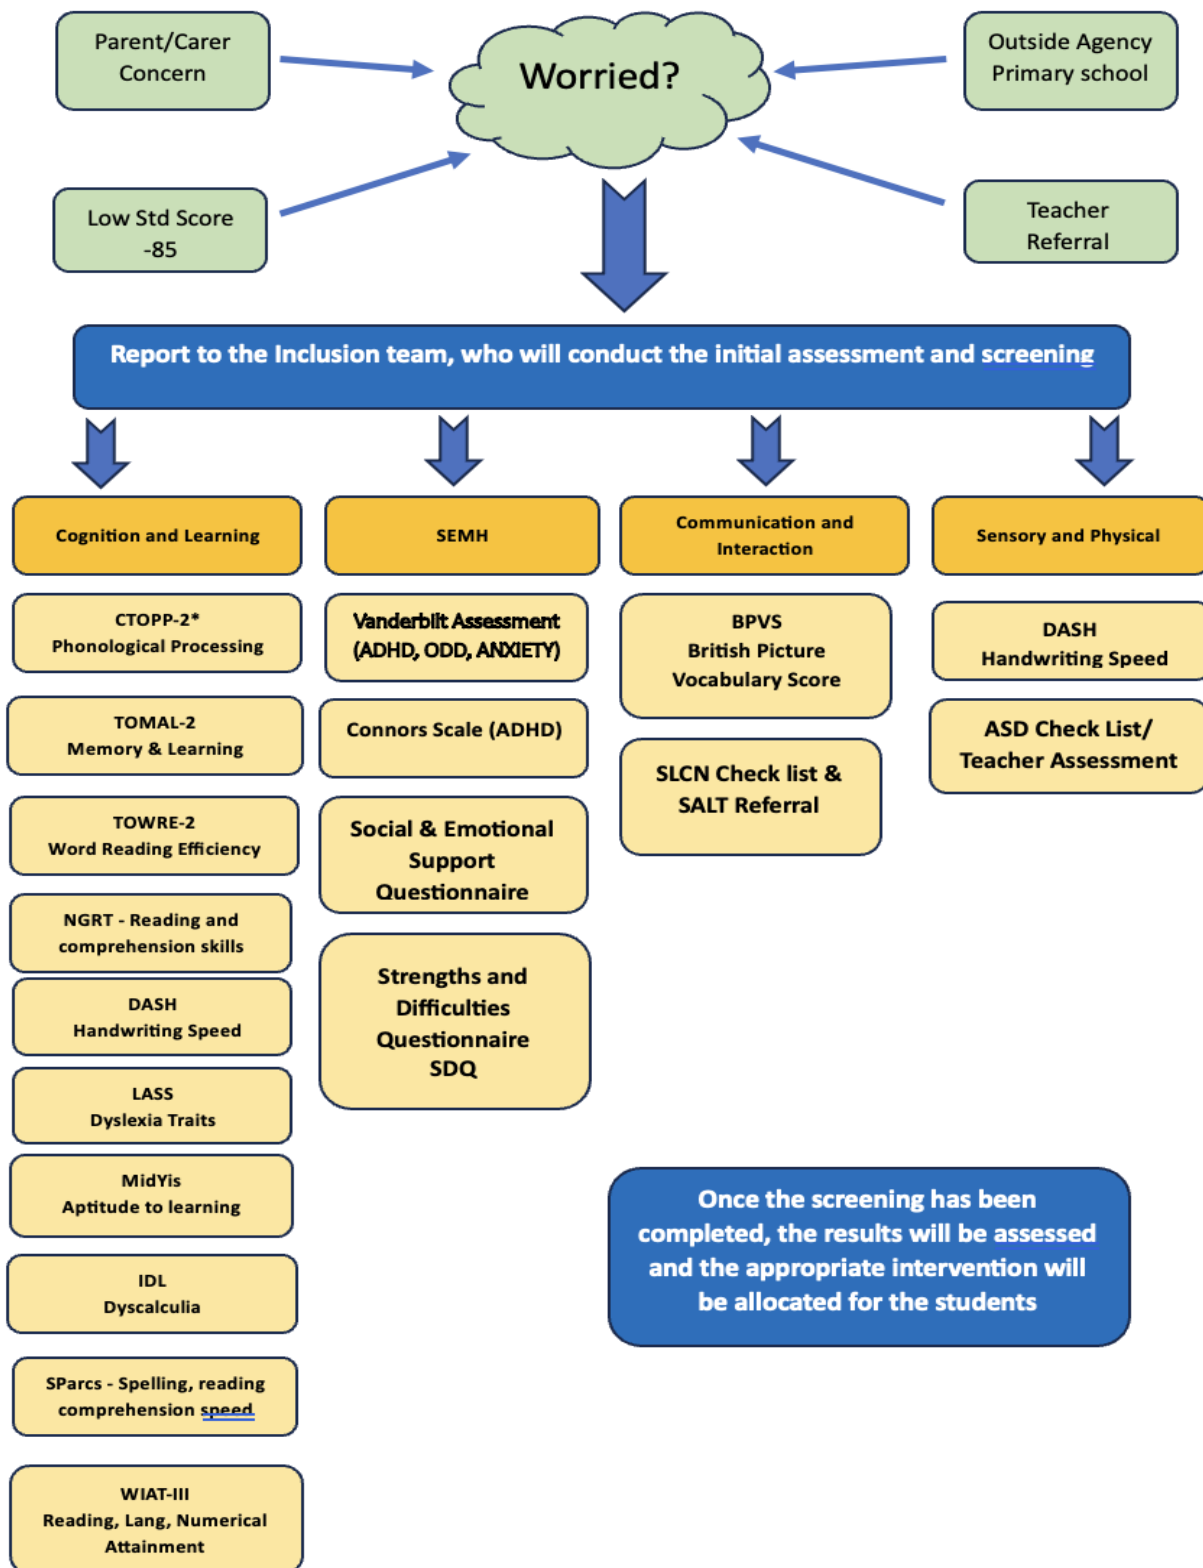 Parent/Carer
Concern
Worried?
Outside Agency
Primary school
Low Std Score
-85
Teacher
Referral
Report to the Inclusion team, who will conduct the initial assessment and screening
Cognition and Learning
CTOPP-2*
Phonological Processing
TOMAL-2
Memory & Learning
TOWRE-2
Word Reading Efficiency
NGRT - Reading and
comprehension skills
DASH
Handwriting Speed
LASS
Dyslexia Traits
MidYis
Aptitude to learning
IDL
Dyscalculia
SParcs - Spelling, reading
comprehension speed
WIAT-III
Reading, Lang, Numerical
Attainment
SEMH
Vanderbilt Assessment
(ADHD, ODD, ANXIETY)
Connors Scale (ADHD)
Social & Emotional
Support
Questionnaire
Strengths and
Difficulties
Questionnaire
SDQ
Communication and
Interaction
BPVS
British Picture
Vocabulary Score
SLCN Check list &
SALT Referral
Sensory and Physical
DASH
Handwriting Speed
ASD Check List/
Teacher Assessment
Once the screening has been
completed, the results will be assessed
and the appropriate intervention will
be allocated for the students